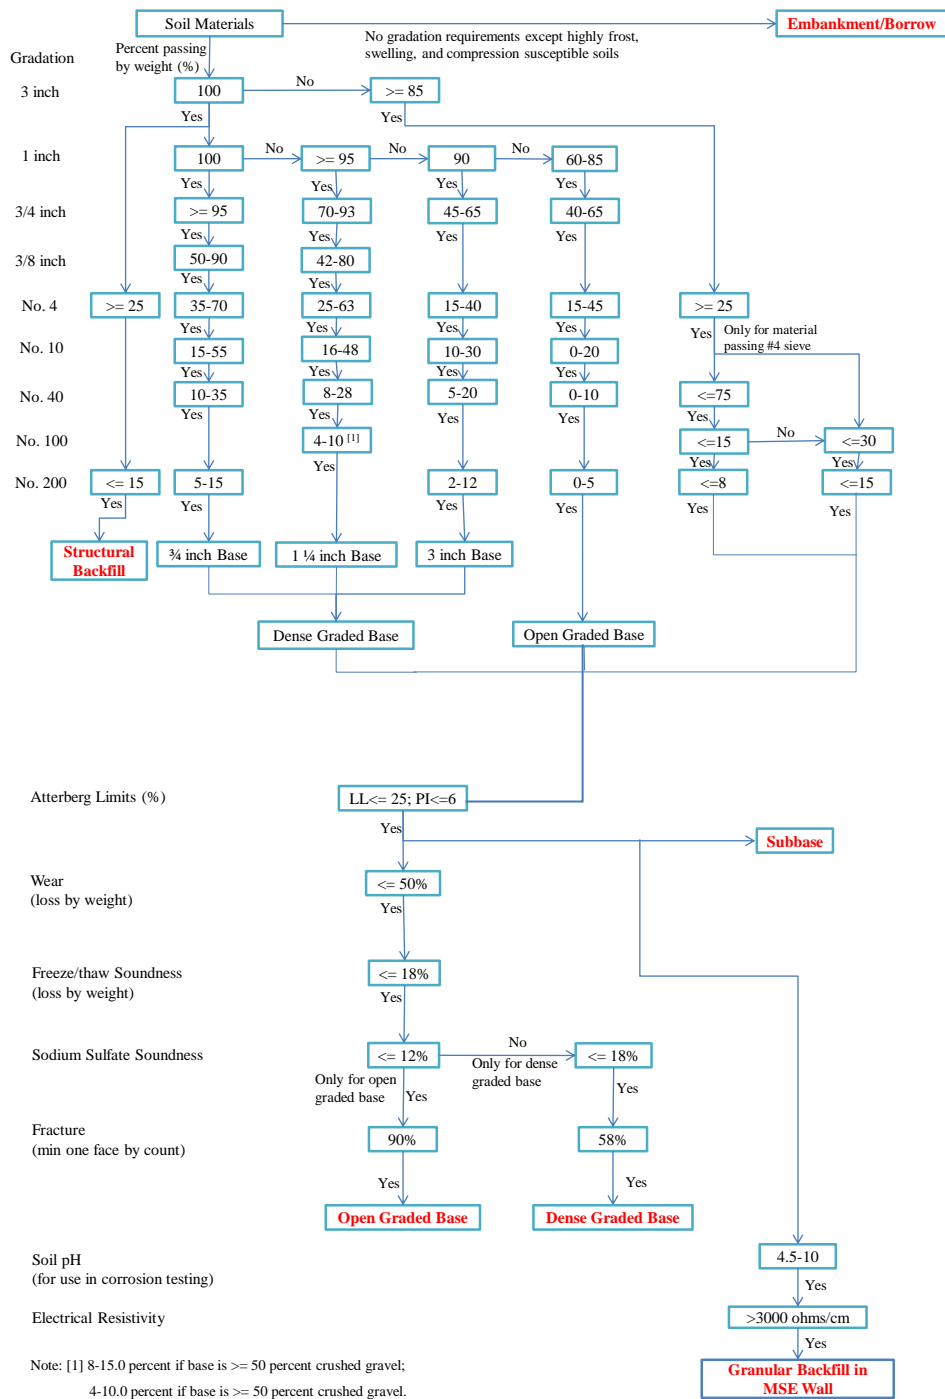 Soil Materials
Embankment/Borrow
No gradation requirements except highly frost,
swelling, and compression susceptible soils
Percent passing
by weight (%)
Gradation
3 inch
100
No
>= 85
Yes
Yes
1 inch
100
No
>= 95
No
90
No
60-85
Yes
Yes
Yes
Yes
3/4 inch
>= 95
70-93
45-65
40-65
Yes
Yes
Yes
Yes
3/8 inch
50-90
42-80
Yes
Yes
No. 4
>= 25
35-70
25-63
15-40
15-45
>= 25
Yes
Yes
Yes
Yes
Yes
Only for material
passing #4 sieve
No. 10
15-55
16-48
10-30
0-20
Yes
Yes
Yes
Yes
No. 40
10-35
8-28
5-20
0-10
<=75
Yes
Yes
Yes
Yes
Yes
No. 100
4-10 [1]
<=15
No
<=30
Yes
Yes
Yes
No. 200
<= 15
5-15
2-12
0-5
<=8
<=15
Yes
Yes
Yes
Yes
Yes
Structural
Backfill
¾ inch Base
1 ¼ inch Base
3 inch Base
Dense Graded Base
Open Graded Base
Atterberg Limits (%)
LL<= 25; PI<=6
Yes
Subbase
Wear
(loss by weight)
<= 50%
Yes
Freeze/thaw Soundness
(loss by weight)
<= 18%
Yes
Sodium Sulfate Soundness
<= 12%
No
<= 18%
Only for open
graded base
Yes
Only for dense
graded base
Yes
Fracture
(min one face by count)
90%
58%
Yes
Yes
Open Graded Base
Dense Graded Base
Soil pH
(for use in corrosion testing)
4.5-10
Yes
Electrical Resistivity
>3000 ohms/cm
Yes
Granular Backfill in
MSE Wall
Note: [1] 8-15.0 percent if base is >= 50 percent crushed gravel;
4-10.0 percent if base is >= 50 percent crushed gravel.